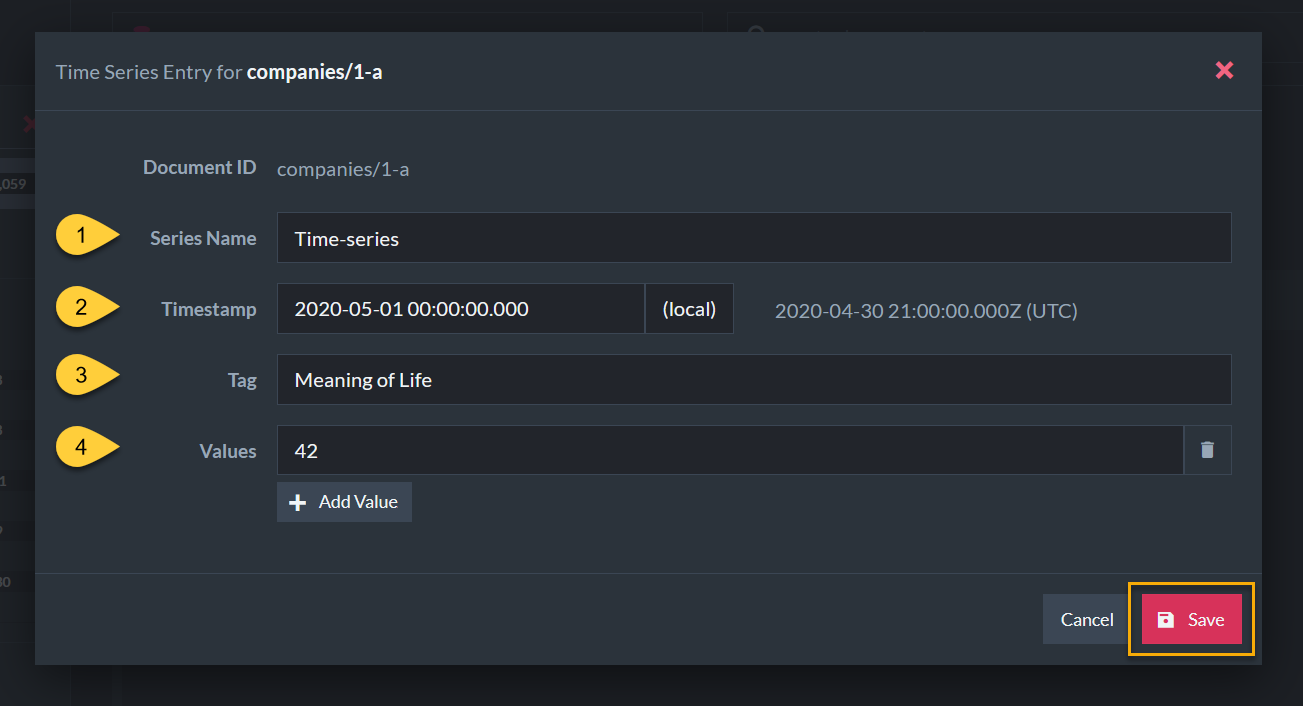 Time Series Entry for companies/1-a
,059
Document ID companies/1-a
1 Series Name Time-series
2 Timestamp 2020-05-01 00:00:00.000 (local) 2020-04-30 21:00:00.000Z (UTC)
3 Tag Meaning of Life
4 Values 42
Add Value
Cancel Save